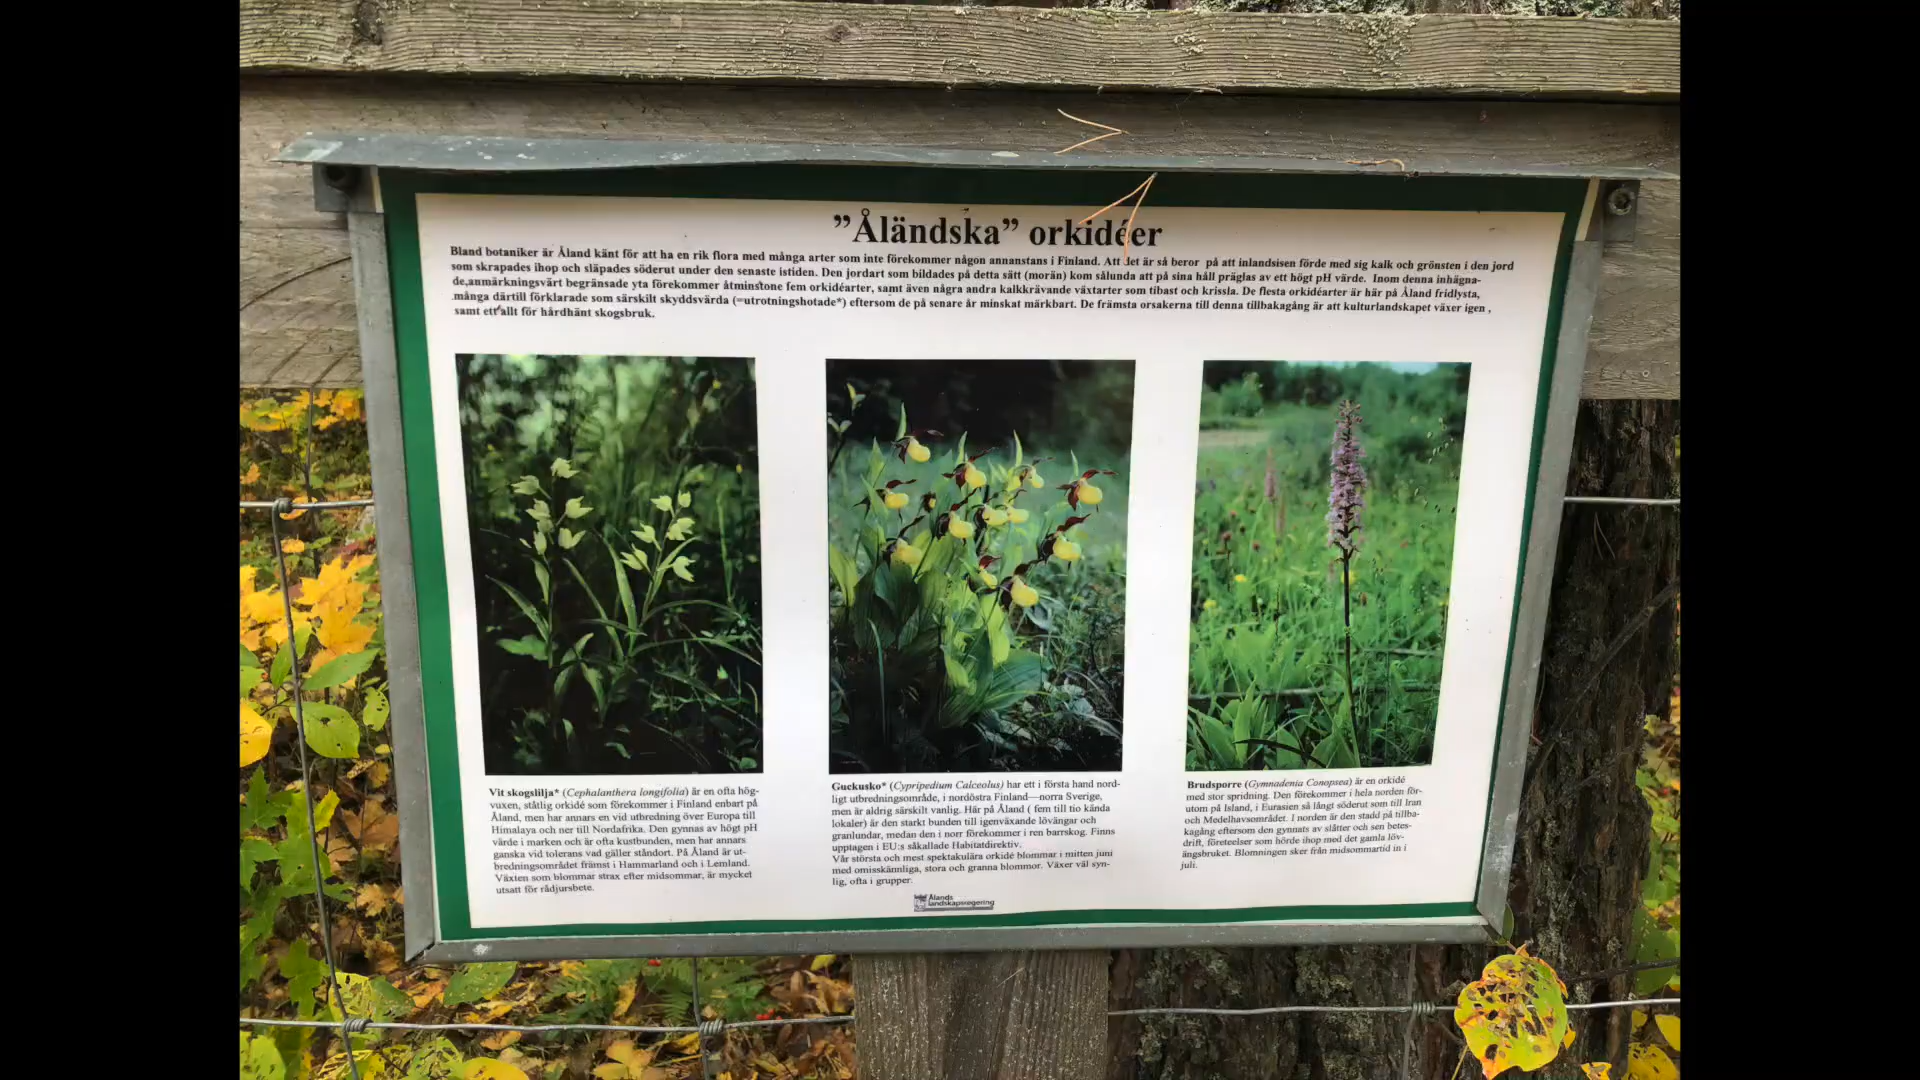 ”Åländska” orkidéer
Bland botaniker är Åland känt för att ha en rik flora med många arter som inte förekommer någon annanstans i Finland. Att det är så beror på att inlandsisen förde med sig kalk och grönsten i den jord
som skrapades ihop och släpades söderut under den senaste istiden. Den jordart som bildades på detta sätt (morän) kom sålunda att på sina håll präglas av ett högt pH värde. Inom denna inhägna-
de,anmärkningsvärt begränsade yta förekommer åtminstone fem orkidéarter, samt även några andra kalkkrävande växtarter som tibast och krissla. De flesta orkidéarter är här på Åland fridlysta,
många därtill förklarade som särskilt skyddsvärda (=utrotningshotade*) eftersom de på senare år minskat märkbart. De främsta orsakerna till denna tillbakagång är att kulturlandskapet växer igen ,
samt ett allt för hårdhänt skogsbruk.
Vit skogslilja* (Cephalanthera longifolia) är en ofta hög-
vuxen, ståtlig orkidé som förekommer i Finland enbart på
Åland, men har annars en vid utbredning över Europa till
Himalaya och ner till Nordafrika. Den gynnas av högt pH
värde i marken och är ofta kustbunden, men har annars
ganska vid tolerans vad gäller ståndort. På Åland är ut-
bredningsområdet främst i Hammarland och i Lemland.
Växten som blommar strax efter midsommar, är mycket
utsatt för rådjursbete.
Guckusko* (Cypripedium Calceolus) har ett i första hand nord-
ligt utbredningsområde, i nordöstra Finland—norra Sverige,
men är aldrig särskilt vanlig. Här på Åland ( fem till tio kända
lokaler) är den starkt bunden till igenväxande lövängar och
granlundar, medan den i norr förekommer i ren barrskog. Finns
upptagen i EU:s såkallade Habitatdirektiv.
Vår största och mest spektakulära orkidé blommar i mitten juni
med omisskännliga, stora och granna blommor. Växer väl syn-
lig, ofta i grupper.
Brudsporre (Gymnadenia Conopsea) är en orkidé
med stor spridning. Den förekommer i hela norden för-
utom på Island, i Eurasien så långt söderut som till Iran
och Medelhavsområdet. I norden är den stadd på tillba-
kagång eftersom den gynnats av slåtter och sen betes-
drift, företeelser som hörde ihop med det gamla löv-
ängsbruket. Blomningen sker från midsommartid in i
juli.
Ålands
landskapsregering